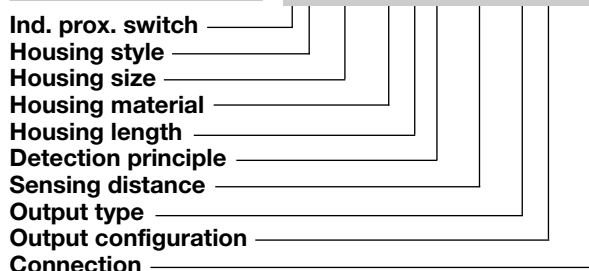 Ind. prox. switch
Housing style
Housing size
Housing material
Housing length
Detection principle
Sensing distance
Output type
Output configuration
Connection